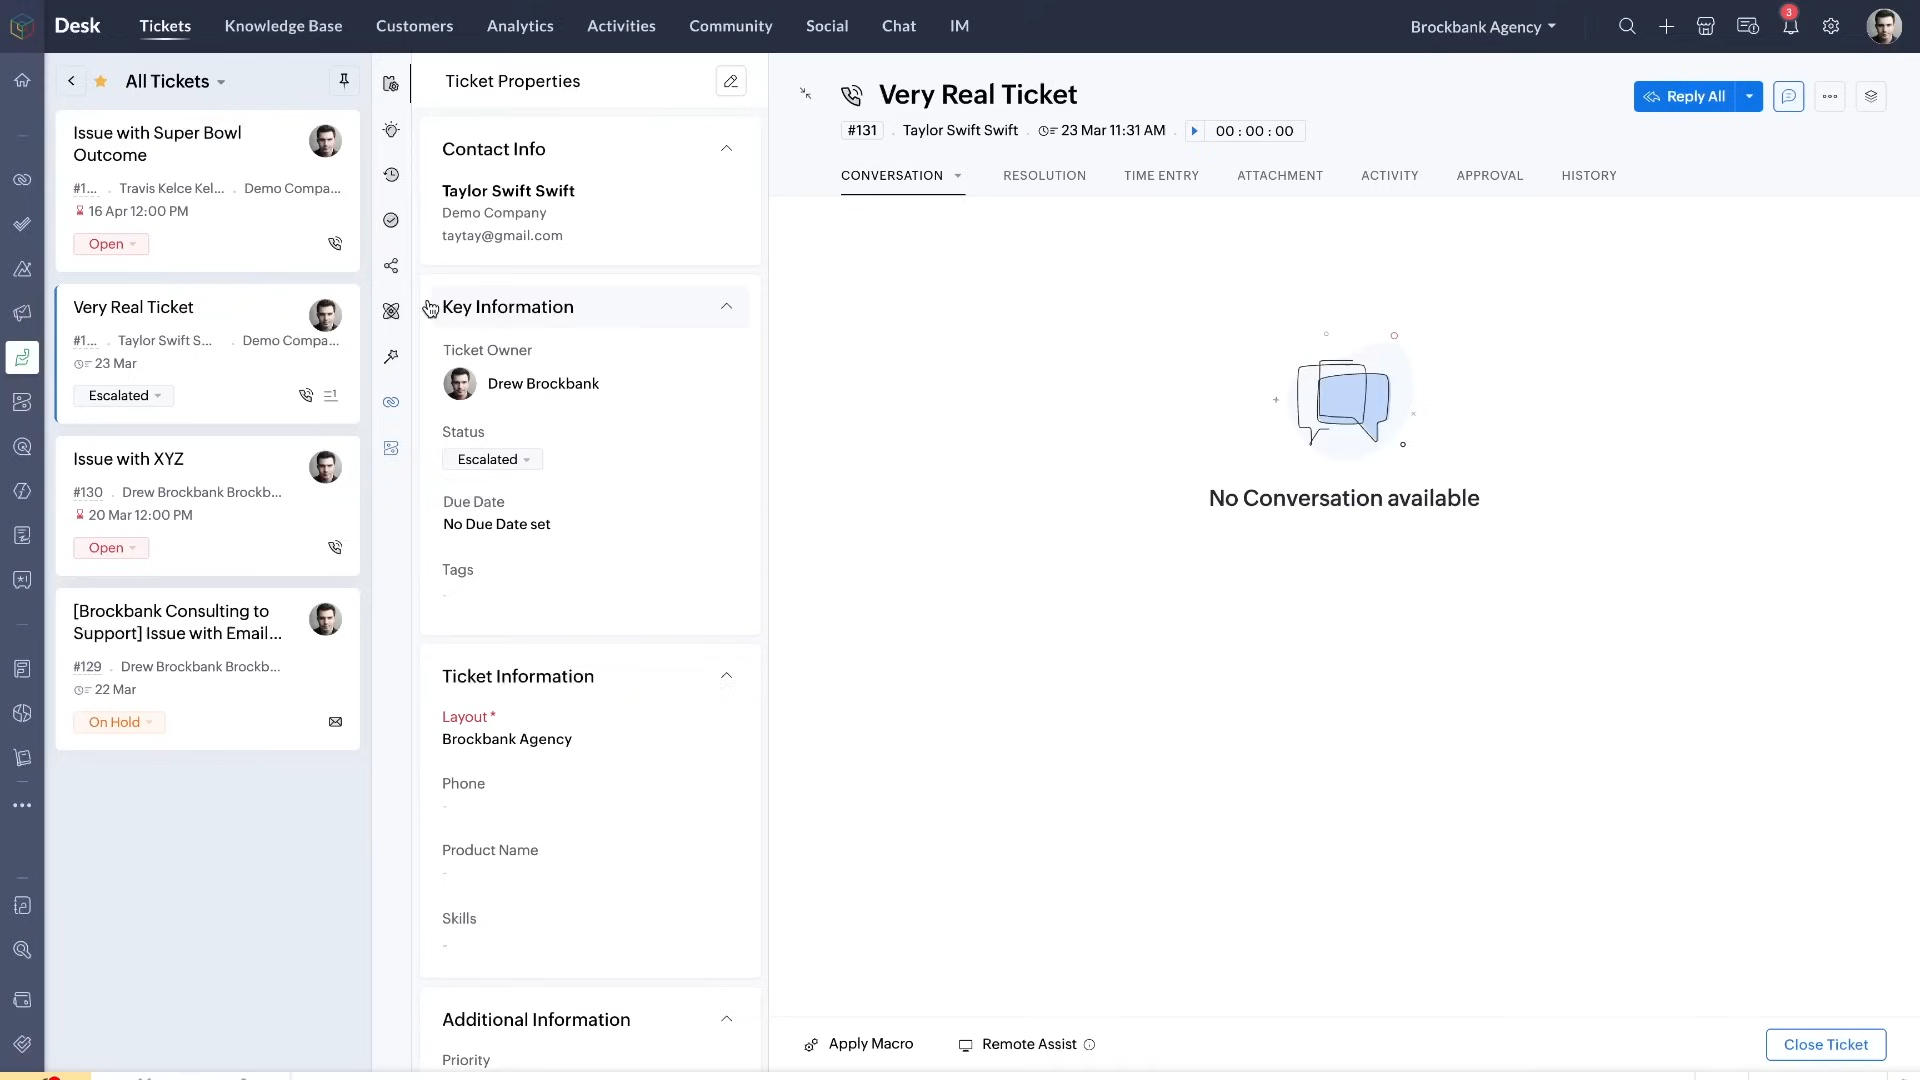 Desk
Tickets
Knowledge Base
Customers
Analytics
Activities
Community
Social
Chat
IM
Brockbank Agency
3
All Tickets
Issue with Super Bowl
Outcome
#1... . Travis Kelce Kel... . Demo Compa...
16 Apr 12:00 PM
Open
Very Real Ticket
#1... . Taylor Swift S... . Demo Compa...
23 Mar
Escalated
1
Issue with XYZ
#130 . Drew Brockbank Brockb...
20 Mar 12:00 PM
Open
[Brockbank Consulting to
Support] Issue with Email...
#129 . Drew Brockbank Brockb...
22 Mar
On Hold
Ticket Properties
Contact Info
Taylor Swift Swift
Demo Company
taytay@gmail.com
Key Information
Ticket Owner
Drew Brockbank
Status
Escalated
Due Date
No Due Date set
Tags
-
Ticket Information
Layout *
Brockbank Agency
Phone
-
Product Name
-
Skills
-
Additional Information
Priority
Very Real Ticket
Reply All
#131 . Taylor Swift Swift . 23 Mar 11:31 AM . 00 : 00 : 00
CONVERSATION
RESOLUTION
TIME ENTRY
ATTACHMENT
ACTIVITY
APPROVAL
HISTORY
No Conversation available
Apply Macro
Remote Assist
Close Ticket